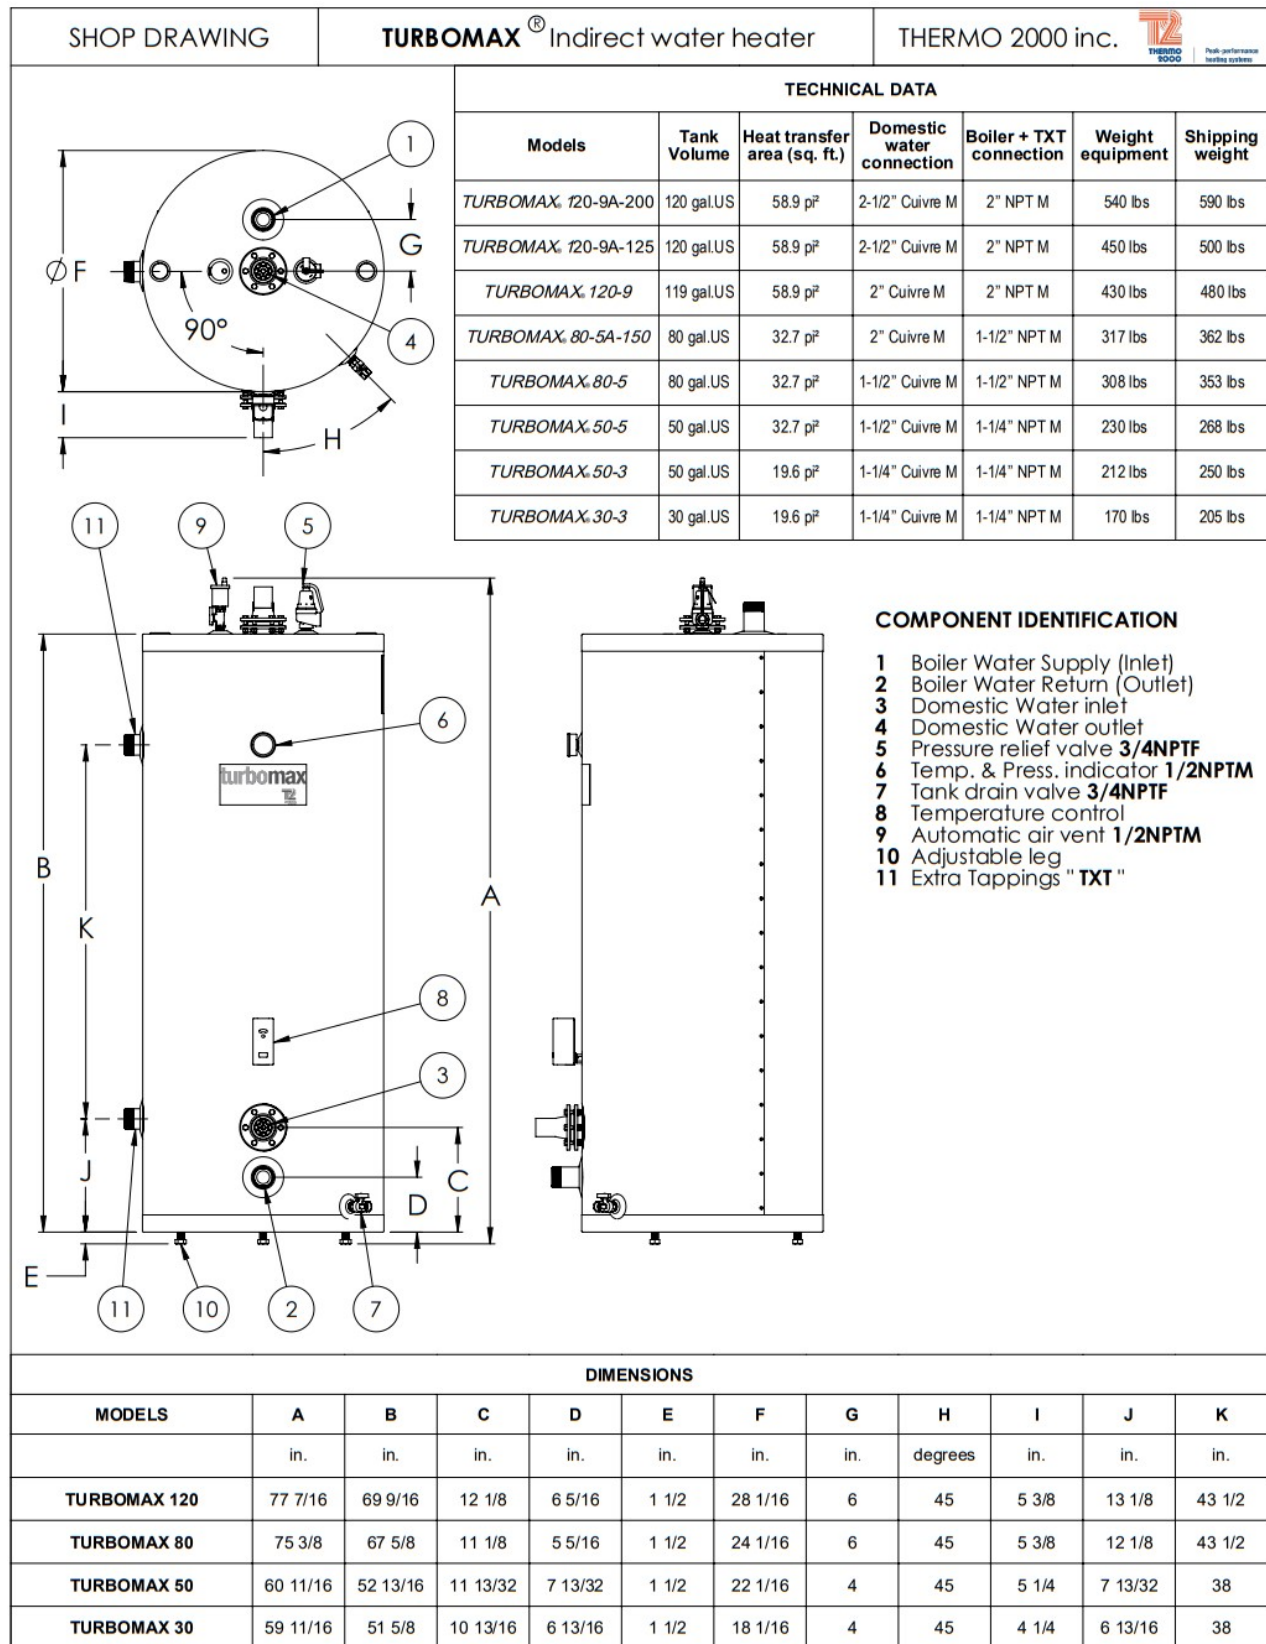 SHOP DRAWING
TURBOMAX ® Indirect water heater
THERMO 2000 inc.
T2 THERMO 2000 Peak-performance heating systems
TECHNICAL DATA
Models Tank Volume Heat transfer area (sq. ft.) Domestic water connection Boiler + TXT connection Weight equipment Shipping weight
TURBOMAX® 120-9A-200 120 gal.US 58.9 pi² 2-1/2" Cuivre M 2" NPT M 540 lbs 590 lbs
TURBOMAX® 120-9A-125 120 gal.US 58.9 pi² 2-1/2" Cuivre M 2" NPT M 450 lbs 500 lbs
TURBOMAX® 120-9 119 gal.US 58.9 pi² 2" Cuivre M 2" NPT M 430 lbs 480 lbs
TURBOMAX® 80-5A-150 80 gal.US 32.7 pi² 2" Cuivre M 1-1/2" NPT M 317 lbs 362 lbs
TURBOMAX® 80-5 80 gal.US 32.7 pi² 1-1/2" Cuivre M 1-1/2" NPT M 308 lbs 353 lbs
TURBOMAX® 50-5 50 gal.US 32.7 pi² 1-1/2" Cuivre M 1-1/4" NPT M 230 lbs 268 lbs
TURBOMAX® 50-3 50 gal.US 19.6 pi² 1-1/4" Cuivre M 1-1/4" NPT M 212 lbs 250 lbs
TURBOMAX® 30-3 30 gal.US 19.6 pi² 1-1/4" Cuivre M 1-1/4" NPT M 170 lbs 205 lbs
1
G
Ø F
90°
4
I
H
11 9 5
6
turbomax
T2
B
K
A
8
3
J
C
D
E
11 10 2 7
COMPONENT IDENTIFICATION
1 Boiler Water Supply (Inlet)
2 Boiler Water Return (Outlet)
3 Domestic Water inlet
4 Domestic Water outlet
5 Pressure relief valve 3/4NPTF
6 Temp. & Press. indicator 1/2NPTM
7 Tank drain valve 3/4NPTF
8 Temperature control
9 Automatic air vent 1/2NPTM
10 Adjustable leg
11 Extra Tappings " TXT "
DIMENSIONS
MODELS A B C D E F G H I J K
in. in. in. in. in. in. in. degrees in. in. in.
TURBOMAX 120 77 7/16 69 9/16 12 1/8 6 5/16 1 1/2 28 1/16 6 45 5 3/8 13 1/8 43 1/2
TURBOMAX 80 75 3/8 67 5/8 11 1/8 5 5/16 1 1/2 24 1/16 6 45 5 3/8 12 1/8 43 1/2
TURBOMAX 50 60 11/16 52 13/16 11 13/32 7 13/32 1 1/2 22 1/16 4 45 5 1/4 7 13/32 38
TURBOMAX 30 59 11/16 51 5/8 10 13/16 6 13/16 1 1/2 18 1/16 4 45 4 1/4 6 13/16 38